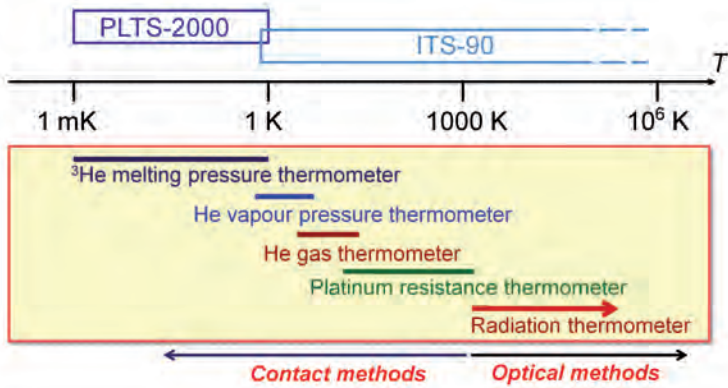 PLTS-2000
ITS-90
T
1 mK 1 K 1000 K 10⁶ K
³He melting pressure thermometer
He vapour pressure thermometer
He gas thermometer
Platinum resistance thermometer
Radiation thermometer
Contact methods Optical methods